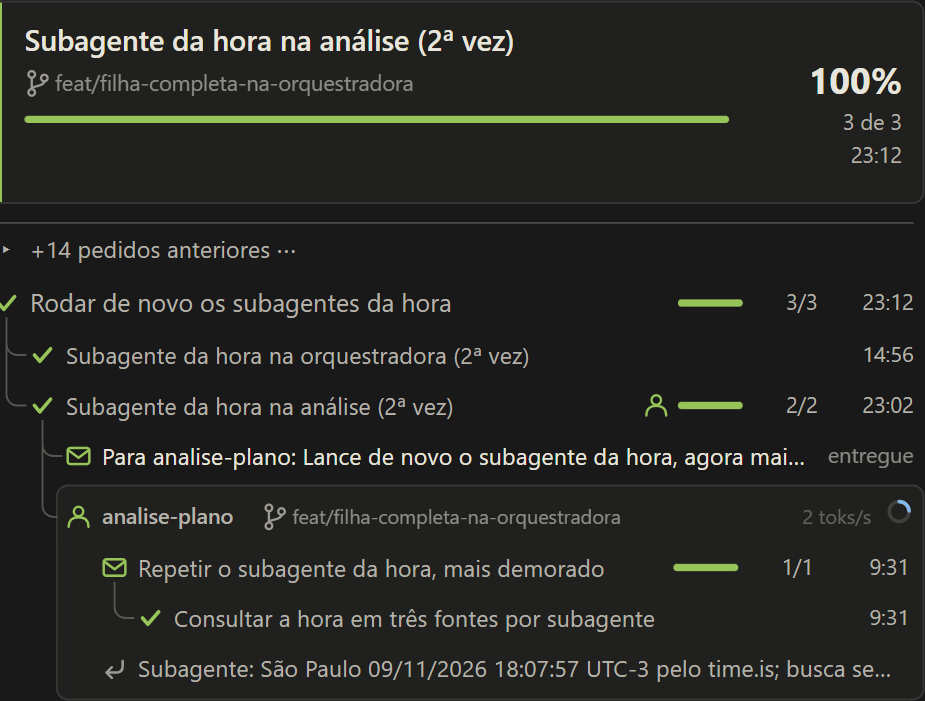 Subagente da hora na análise (2ª vez)
feat/filha-completa-na-orquestradora
100%
3 de 3
23:12
+14 pedidos anteriores ···
Rodar de novo os subagentes da hora 3/3 23:12
Subagente da hora na orquestradora (2ª vez) 14:56
Subagente da hora na análise (2ª vez) 2/2 23:02
Para analise-plano: Lance de novo o subagente da hora, agora mai... entregue
analise-plano feat/filha-completa-na-orquestradora 2 toks/s
Repetir o subagente da hora, mais demorado 1/1 9:31
Consultar a hora em três fontes por subagente 9:31
Subagente: São Paulo 09/11/2026 18:07:57 UTC-3 pelo time.is; busca se...